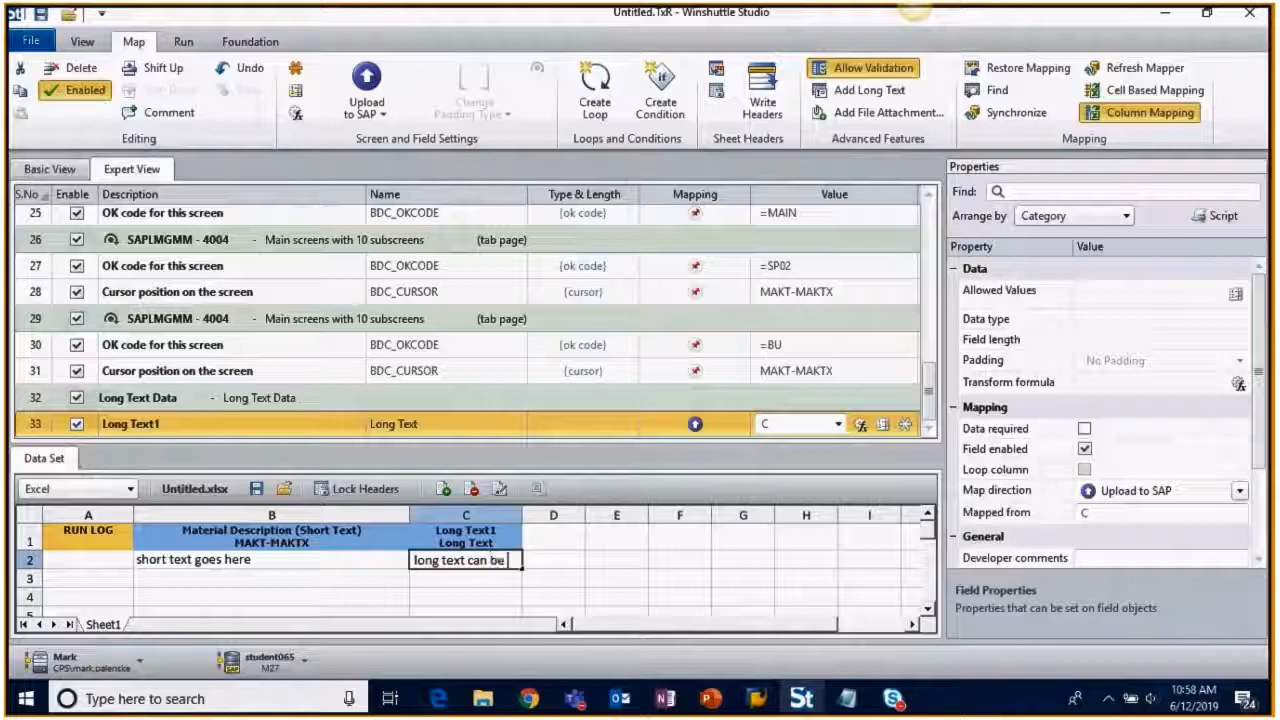 St
Untitled.TxR - Winshuttle Studio
File View Map Run Foundation
Delete Shift Up Undo
Enabled
Comment
Editing
Upload to SAP
Change Padding Type
Screen and Field Settings
Create Loop
Create Condition
Loops and Conditions
Write Headers
Sheet Headers
Allow Validation
Add Long Text
Add File Attachment...
Advanced Features
Restore Mapping Refresh Mapper
Find Cell Based Mapping
Synchronize Column Mapping
Mapping
Basic View Expert View
S.No Enable Description Name Type & Length Mapping Value
25 OK code for this screen BDC_OKCODE {ok code} =MAIN
26 SAPLMGMM - 4004 - Main screens with 10 subscreens (tab page)
27 OK code for this screen BDC_OKCODE {ok code} =SP02
28 Cursor position on the screen BDC_CURSOR {cursor} MAKT-MAKTX
29 SAPLMGMM - 4004 - Main screens with 10 subscreens (tab page)
30 OK code for this screen BDC_OKCODE {ok code} =BU
31 Cursor position on the screen BDC_CURSOR {cursor} MAKT-MAKTX
32 Long Text Data - Long Text Data
33 Long Text1 Long Text C
Data Set
Excel Untitled.xlsx Lock Headers
A B C D E F G H I
1 RUN LOG Material Description (Short Text) Long Text1
MAKT-MAKTX Long Text
2 short text goes here long text can be
3
4
5
Sheet1
Properties
Find:
Arrange by Category Script
Property Value
Data
Allowed Values
Data type
Field length
Padding No Padding
Transform formula
Mapping
Data required
Field enabled
Loop column
Map direction Upload to SAP
Mapped from C
General
Developer comments
Field Properties
Properties that can be set on field objects
Mark student065
CPS\mark.palenske M27
Type here to search
St
10:58 AM
6/12/2019
24